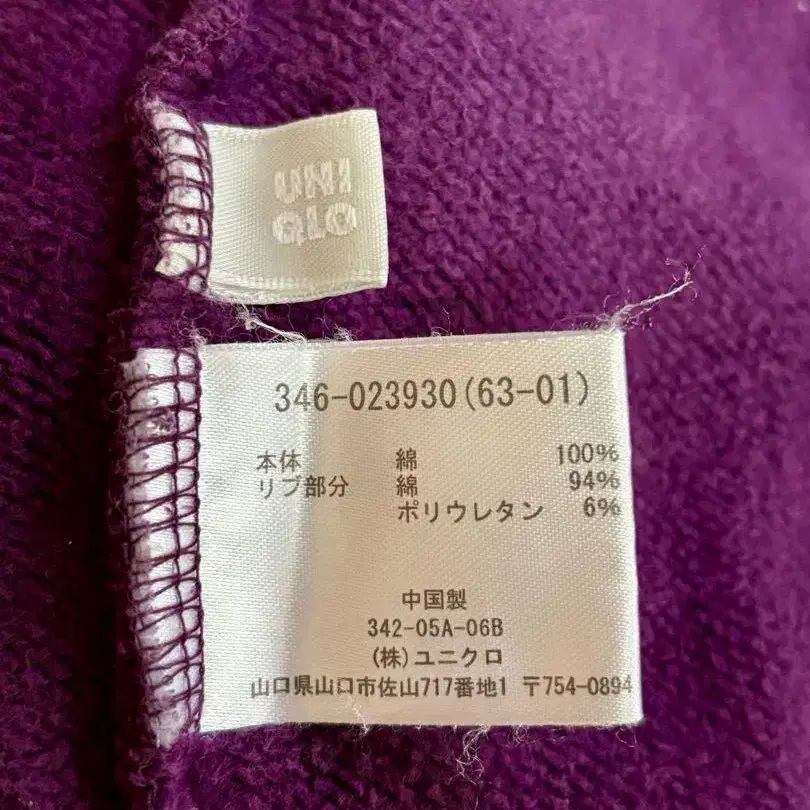 UNI
QLO
346-023930(63-01)
本体 綿 100%
リブ部分 綿 94%
ポリウレタン 6%
中国製
342-05A-06B
(株)ユニクロ
山口県山口市佐山717番地1 〒754-0894